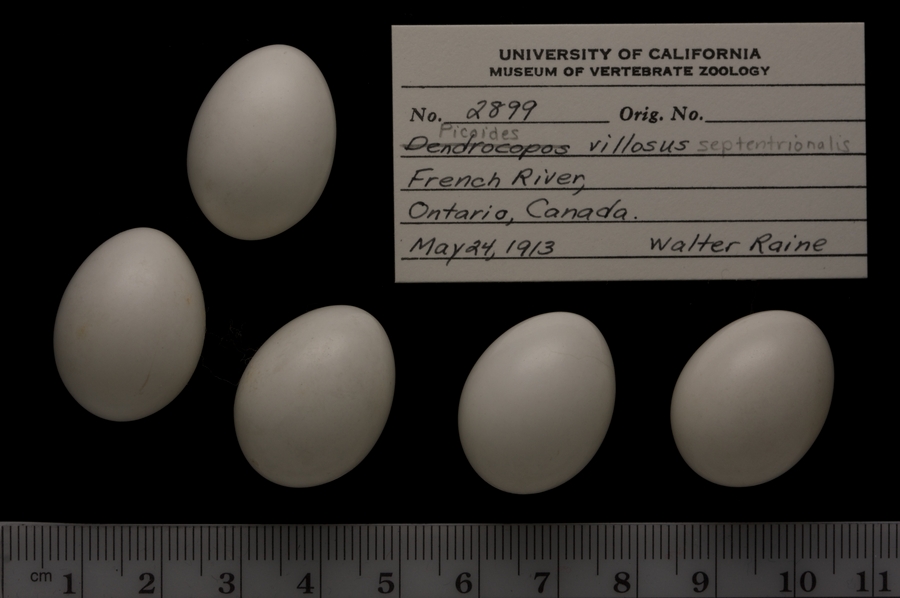 UNIVERSITY OF CALIFORNIA
MUSEUM OF VERTEBRATE ZOOLOGY
No. 2899 Orig. No.
Picoides
Dendrocopos villosus septentrionalis
French River,
Ontario, Canada.
May 24, 1913 Walter Raine
cm 1 2 3 4 5 6 7 8 9 10 11